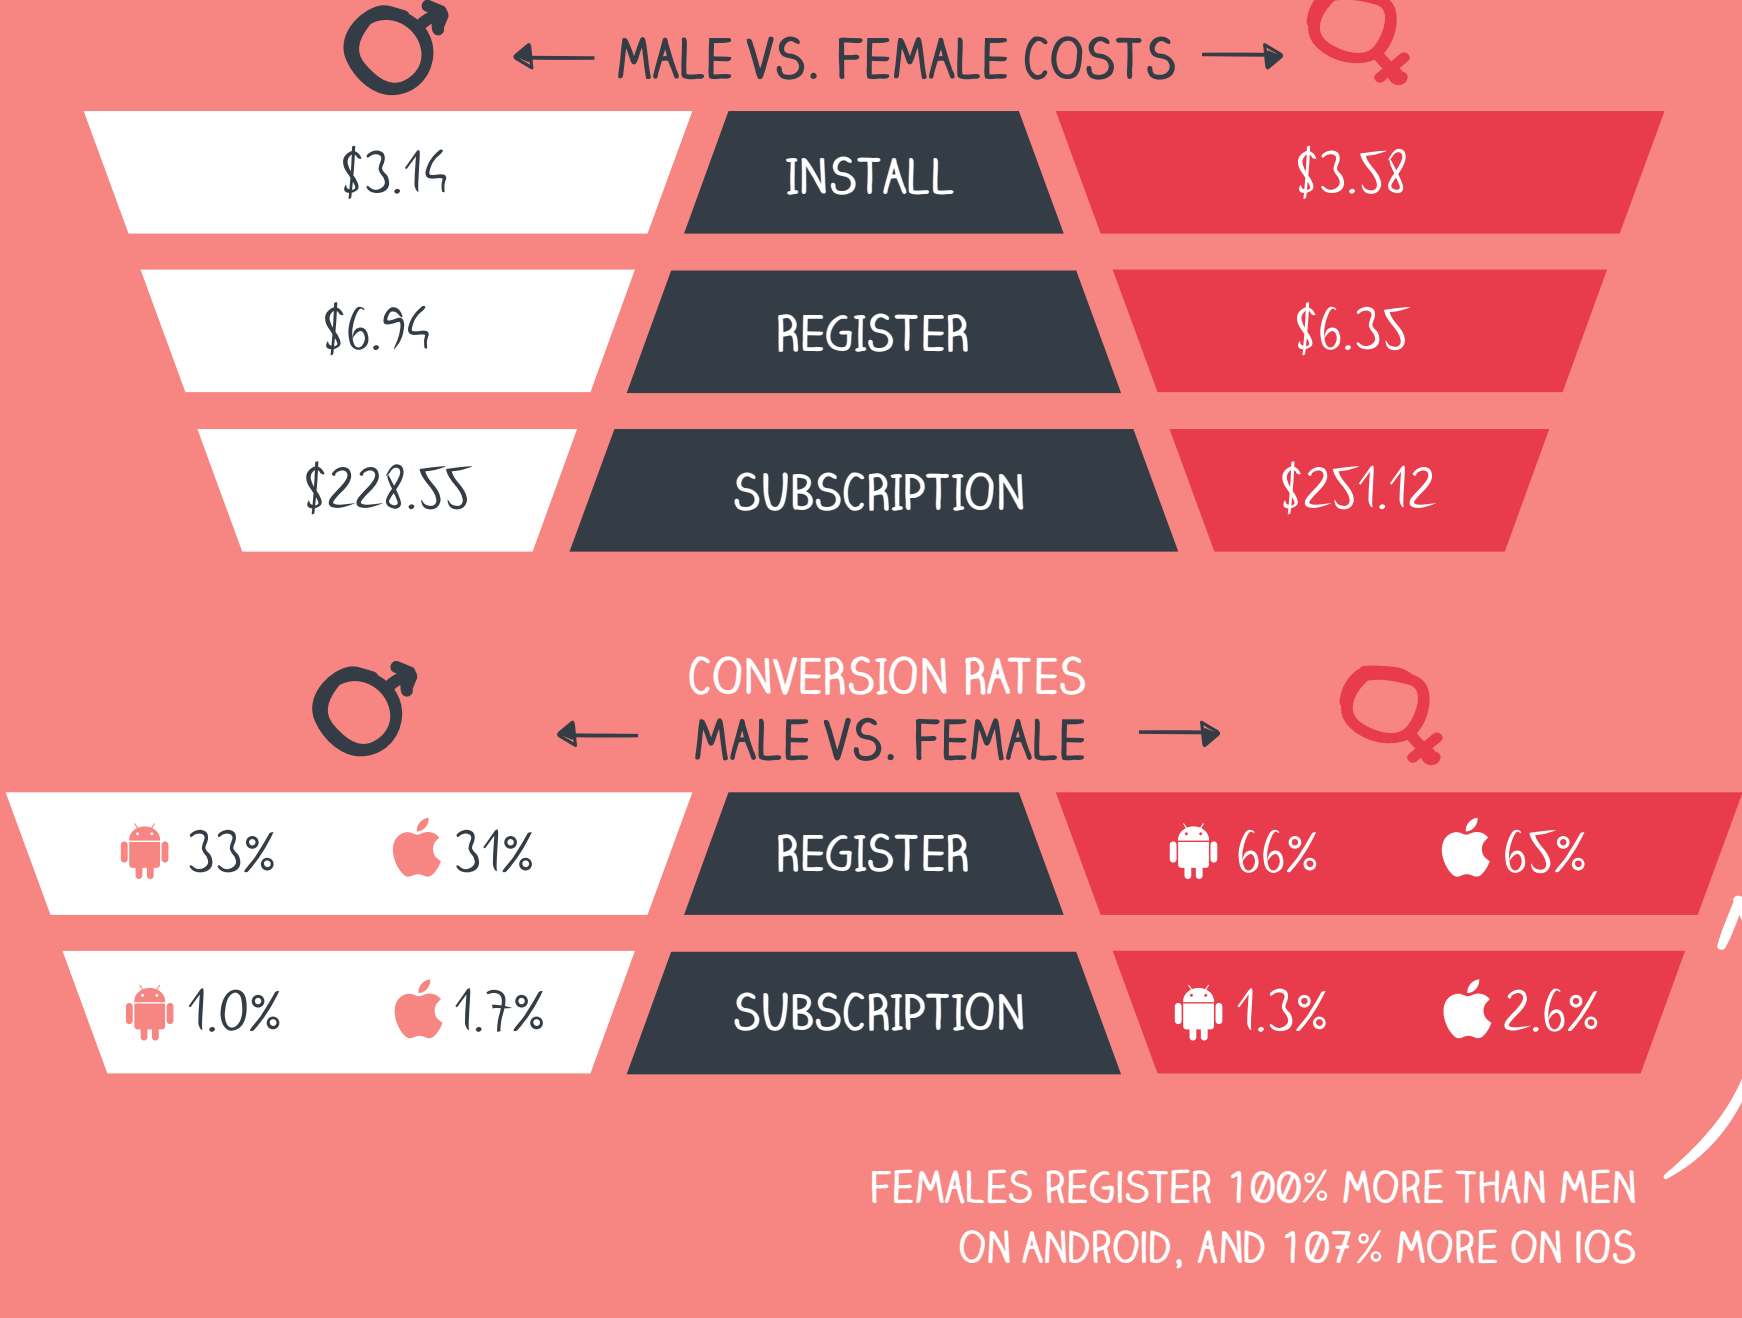 MALE VS. FEMALE COSTS
$3.14 INSTALL $3.58
$6.94 REGISTER $6.35
$228.55 SUBSCRIPTION $251.12
CONVERSION RATES
MALE VS. FEMALE
33% 31% REGISTER 66% 65%
1.0% 1.7% SUBSCRIPTION 1.3% 2.6%
FEMALES REGISTER 100% MORE THAN MEN
ON ANDROID, AND 107% MORE ON IOS